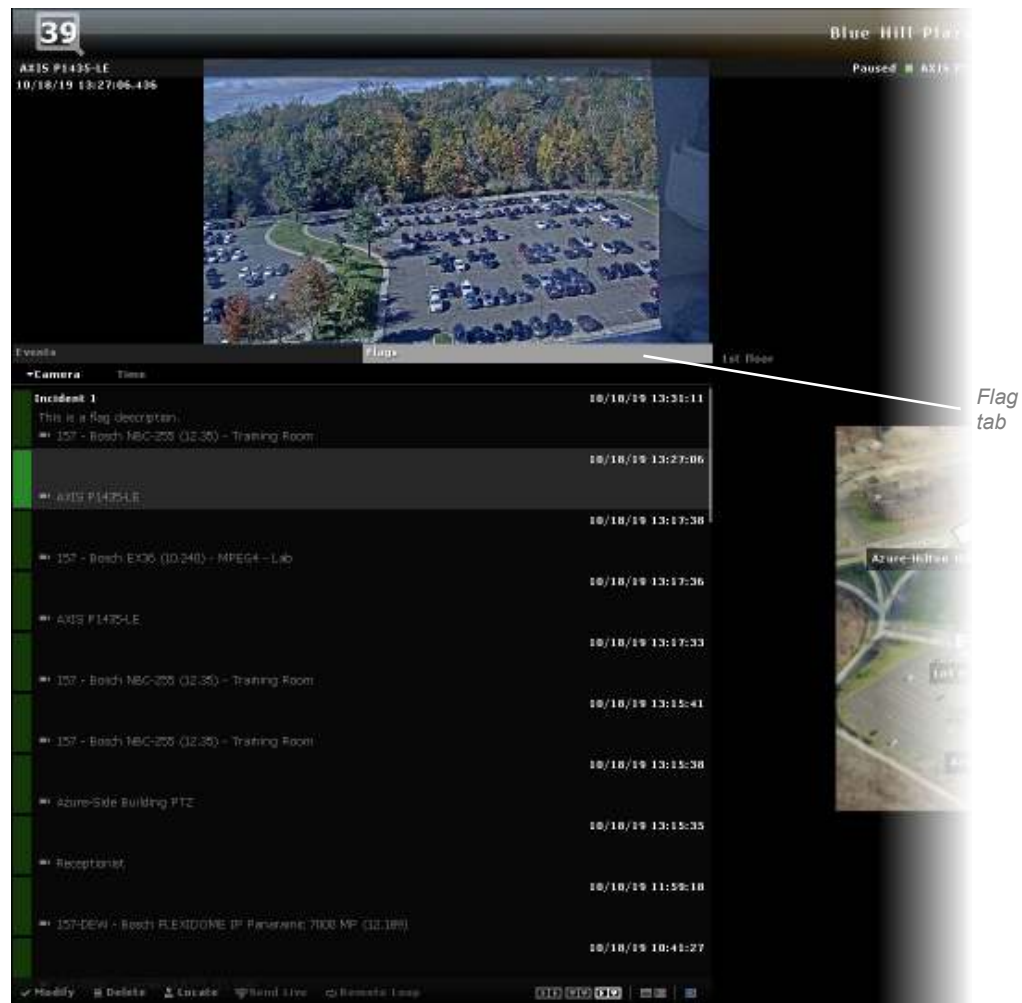 39
Blue Hill
AXIS P1435-LE
10/18/19 13:27:06.436
Paused
Events
Flags
1st floor
Camera Time
Flag
tab
Incident 1 10/18/19 13:31:11
This is a flag description.
157 - Bosch NBC-255 (12.35) - Training Room
10/18/19 13:27:06
AXIS P1435-LE
10/18/19 13:17:38
157 - Bosch EX36 (10.240) - MPEG4 - Lab
10/18/19 13:17:36
AXIS P1435-LE
10/18/19 13:17:33
157 - Bosch NBC-255 (12.35) - Training Room
10/18/19 13:15:41
157 - Bosch NBC-255 (12.35) - Training Room
10/18/19 13:15:38
Azure-Side Building PTZ
10/18/19 13:15:35
Receptionist
10/18/19 11:59:18
157-DEW - Bosch FLEXIDOME IP Panoramic 7000 MP (12.189)
10/18/19 10:41:27
Azure-Hilton
Modify Delete Locate Send Live Remote Loop